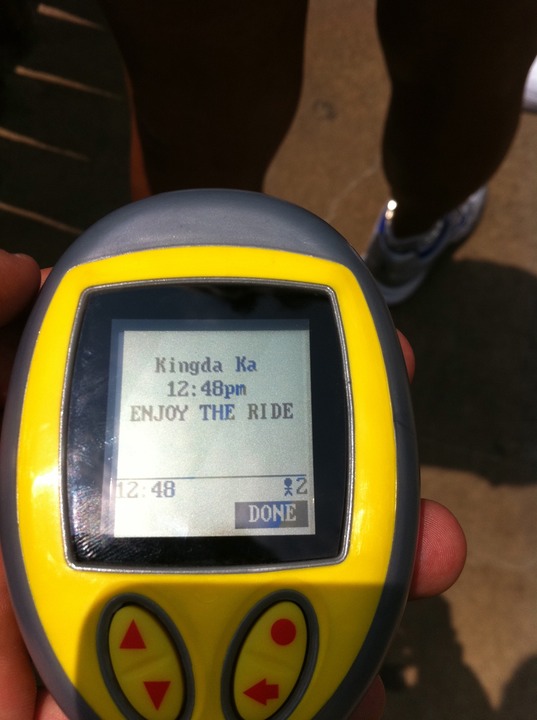 Kingda Ka
12:48pm
ENJOY THE RIDE
12:48 2
DONE